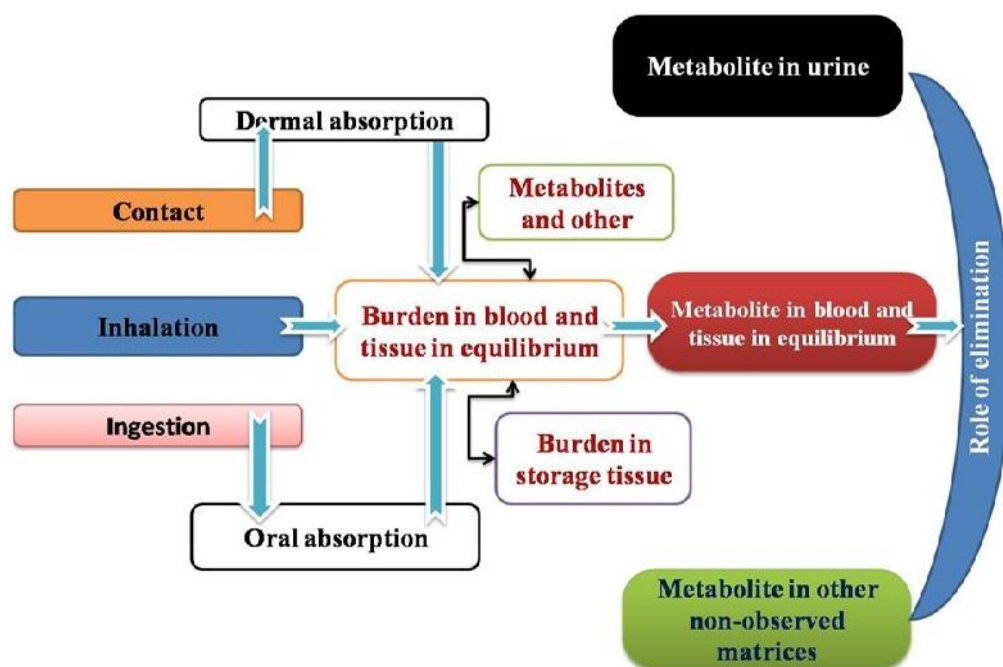 Metabolite in urine
Dermal absorption
Contact
Metabolites
and other
Inhalation
Burden in blood and
tissue in equilibrium
Metabolite in blood and
tissue in equilibrium
Role of elimination
Ingestion
Burden in
storage tissue
Oral absorption
Metabolite in other
non-observed
matrices